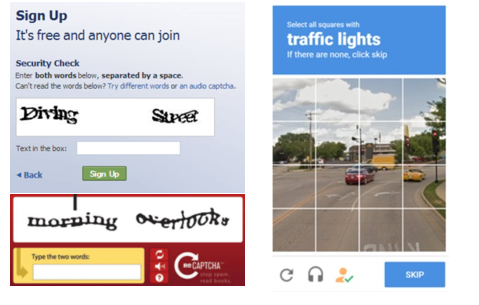 Sign Up
It's free and anyone can join
Security Check
Enter both words below, separated by a space.
Can't read the words below? Try different words or an audio captcha.
Diving Street
Text in the box:
Back
Sign Up
morning overlooks
Type the two words:
reCAPTCHA™
stop spam.
read books.
Select all squares with
traffic lights
If there are none, click skip
SKIP